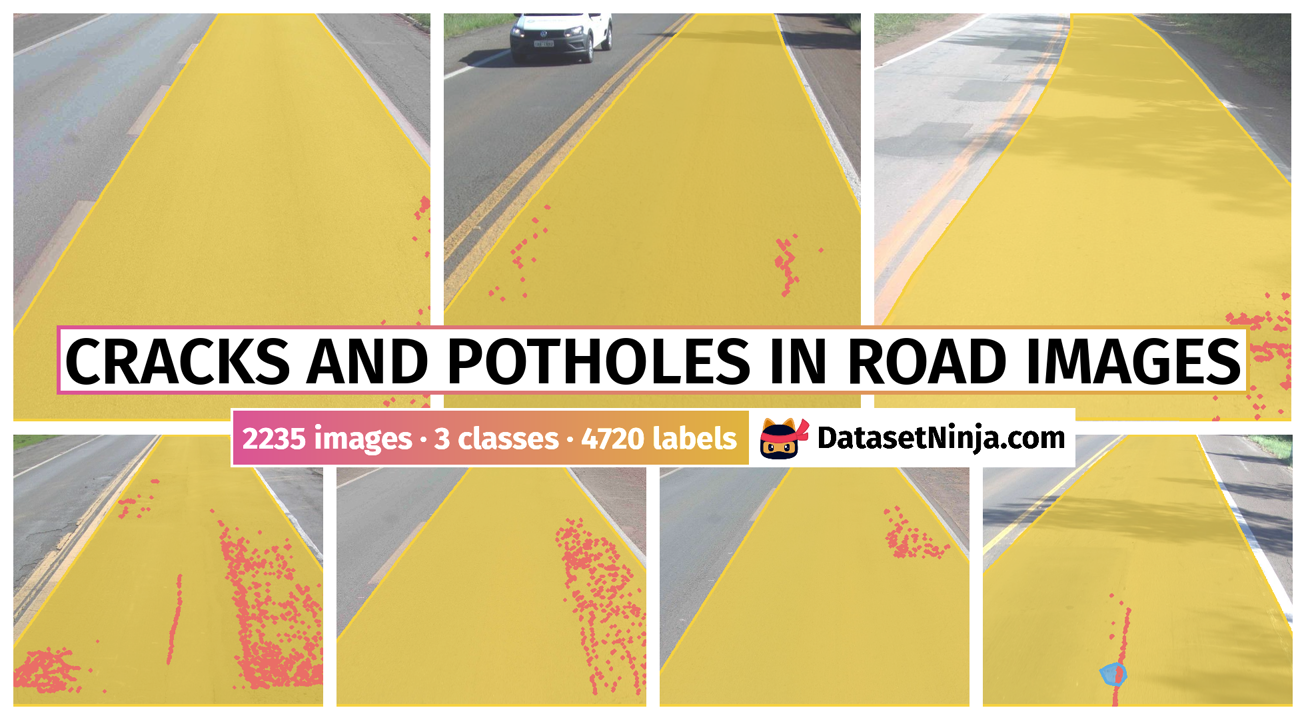 CRACKS AND POTHOLES IN ROAD IMAGES
2235 images · 3 classes · 4720 labels
DatasetNinja.com